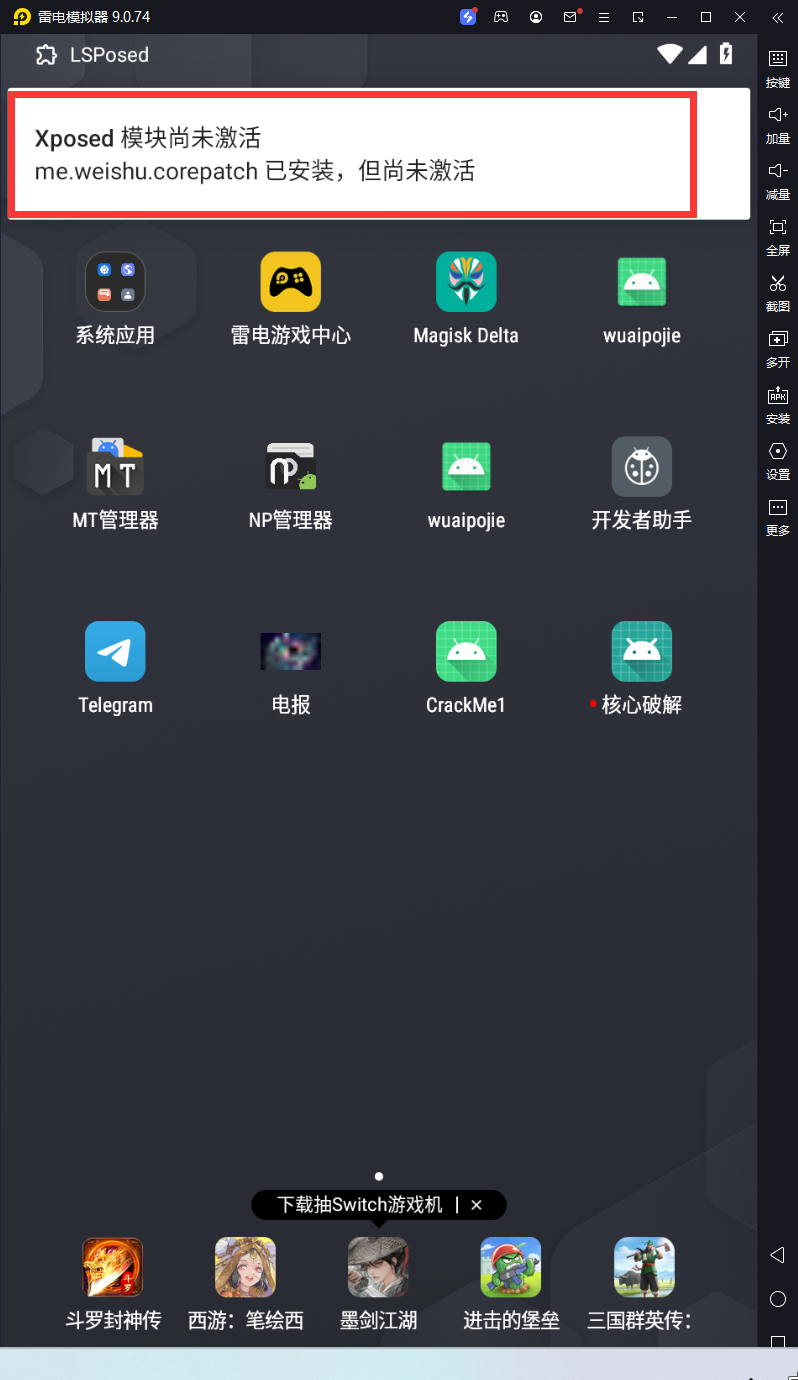 雷电模拟器 9.0.74
LSPosed
Xposed 模块尚未激活
me.weishu.corepatch 已安装，但尚未激活
系统应用
雷电游戏中心
Magisk Delta
wuaipojie
MT
MT管理器
NP管理器
wuaipojie
开发者助手
Telegram
电报
CrackMe1
核心破解
下载抽Switch游戏机 | ×
斗罗
斗罗封神传
西游：笔绘西
墨剑江湖
进击的堡垒
三国群英传：
按键
加量
减量
全屏
截图
多开
APK
安装
设置
更多